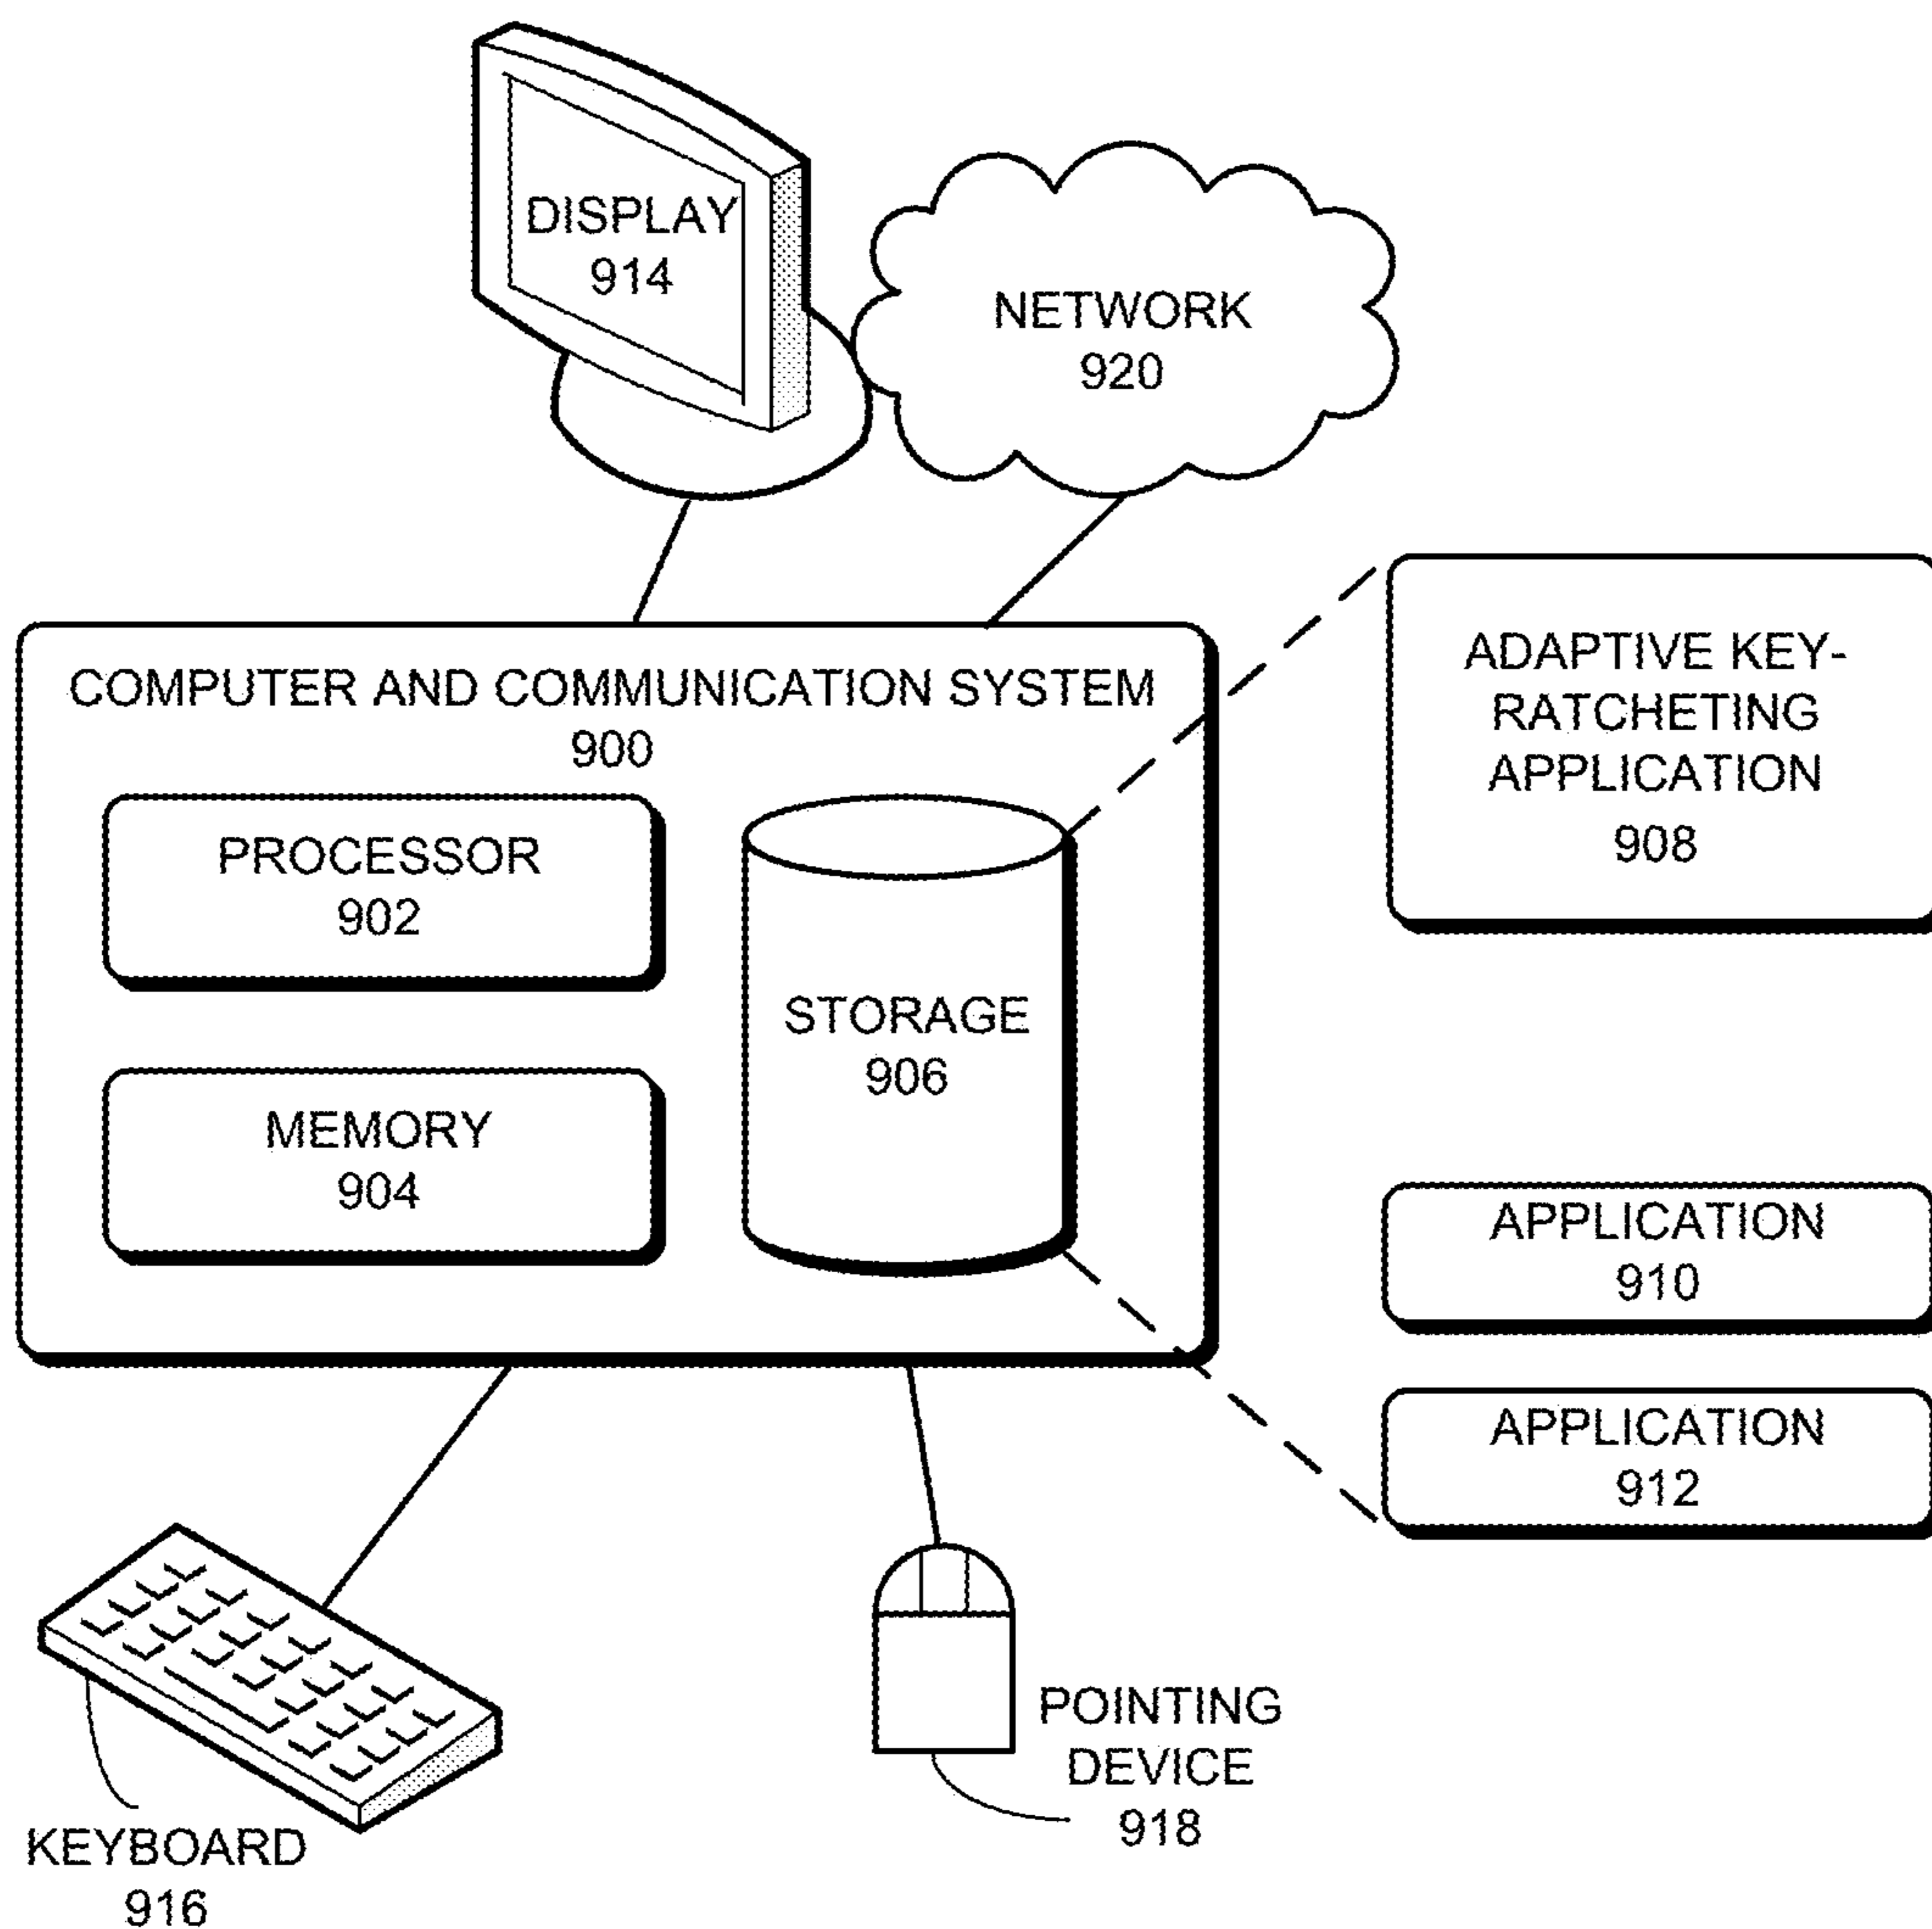 DISPLAY
914
NETWORK
920
COMPUTER AND COMMUNICATION SYSTEM
900
PROCESSOR
902
MEMORY
904
STORAGE
906
ADAPTIVE KEY-
RATCHETING
APPLICATION
908
APPLICATION
910
APPLICATION
912
KEYBOARD
916
POINTING
DEVICE
918